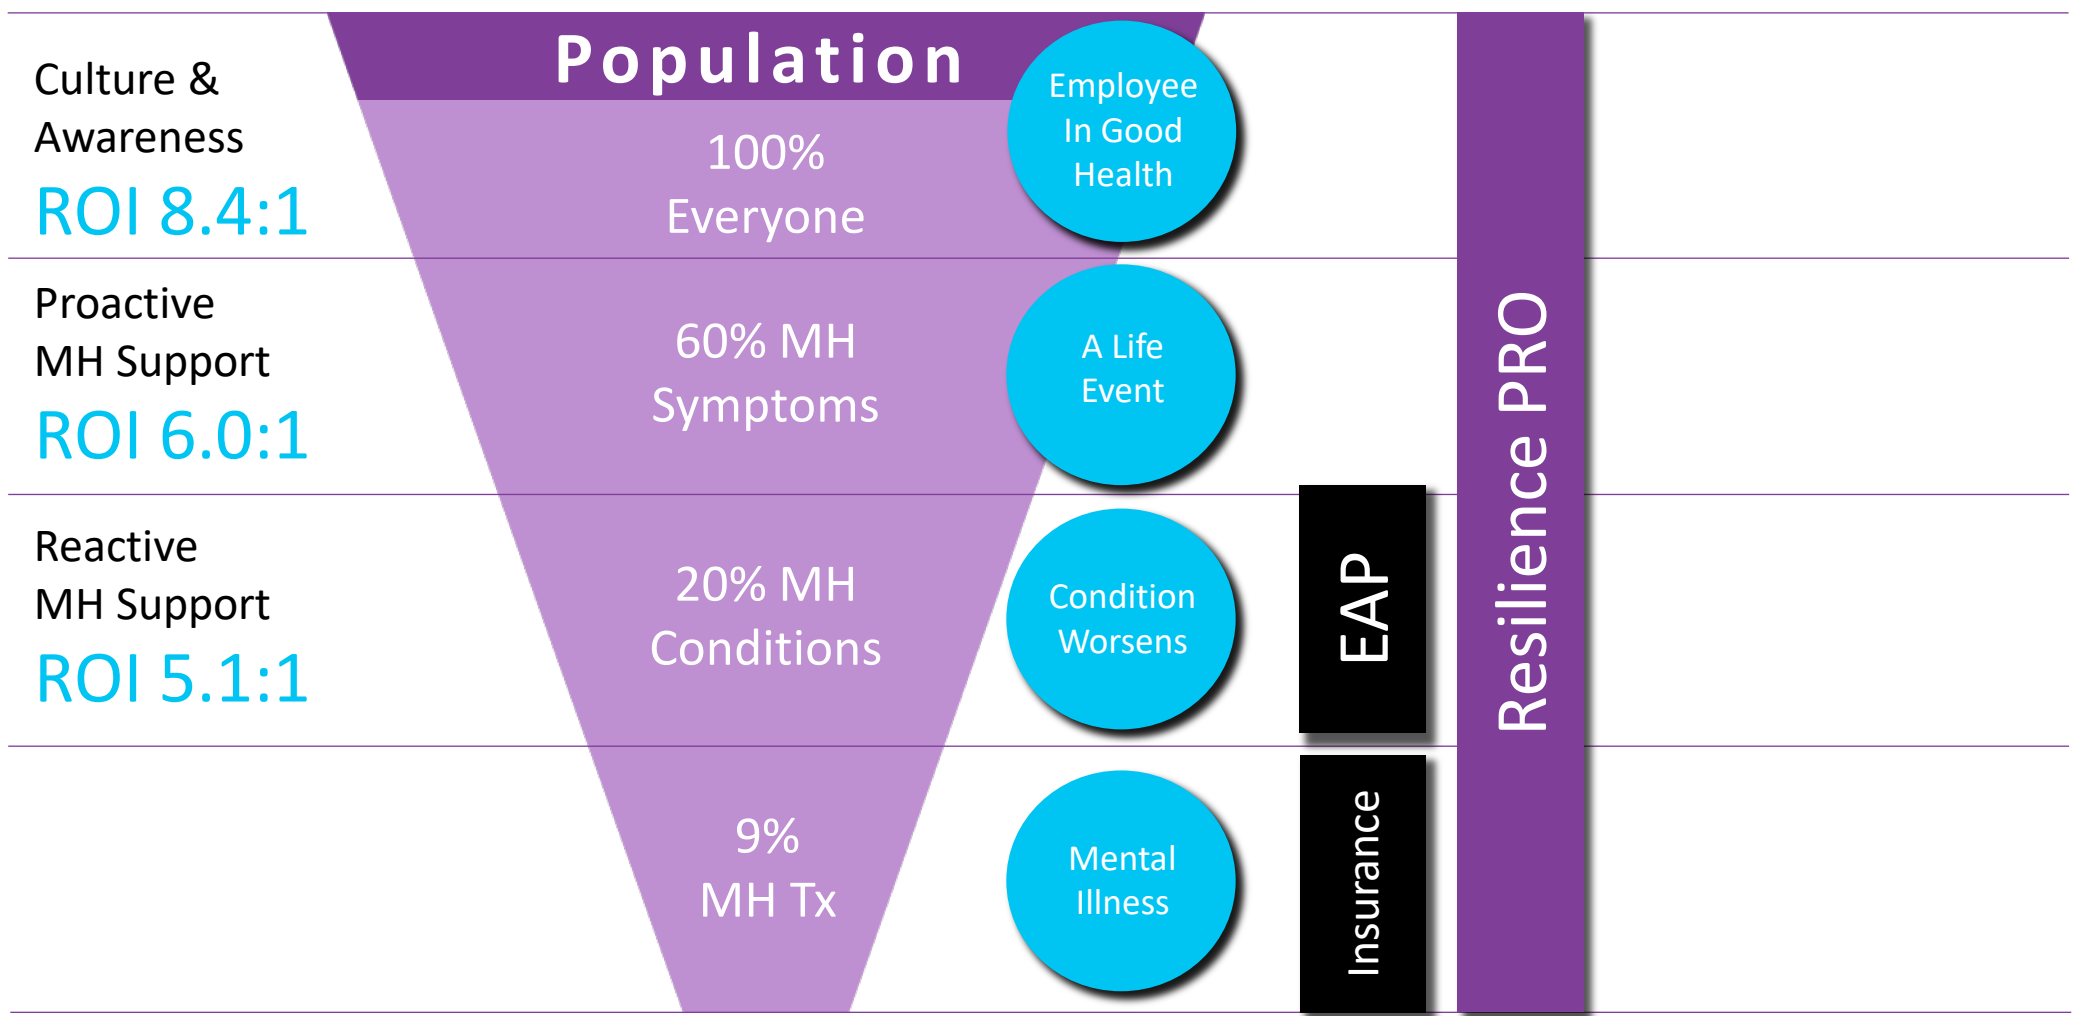 Population
Culture &
Awareness
ROI 8.4:1
100%
Everyone
Employee
In Good
Health
Proactive
MH Support
ROI 6.0:1
60% MH
Symptoms
A Life
Event
Reactive
MH Support
ROI 5.1:1
20% MH
Conditions
Condition
Worsens
EAP
9%
MH Tx
Mental
Illness
Insurance
Resilience PRO